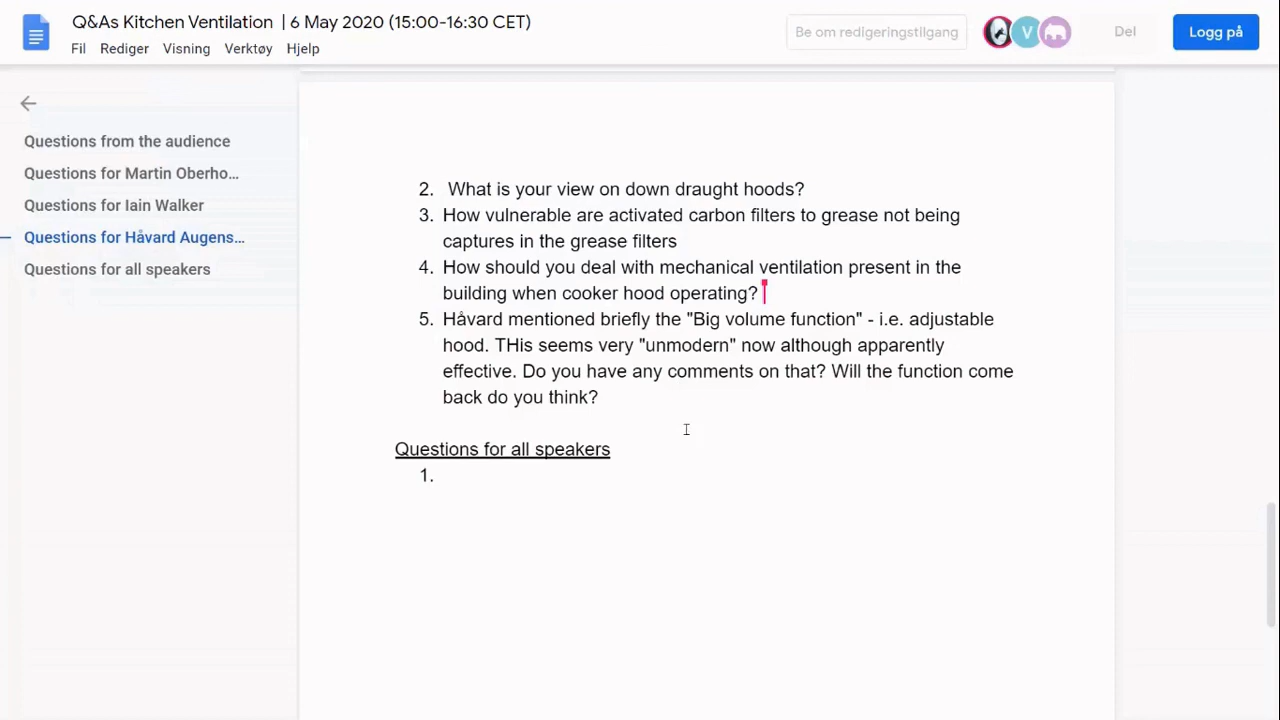 Q&As Kitchen Ventilation | 6 May 2020 (15:00-16:30 CET)
Fil Rediger Visning Verktøy Hjelp
Be om redigeringstilgang
V
Del
Logg på
Questions from the audience
Questions for Martin Oberho...
Questions for Iain Walker
Questions for Håvard Augens...
Questions for all speakers
2. What is your view on down draught hoods?
3. How vulnerable are activated carbon filters to grease not being
captures in the grease filters
4. How should you deal with mechanical ventilation present in the
building when cooker hood operating?
5. Håvard mentioned briefly the "Big volume function" - i.e. adjustable
hood. THis seems very "unmodern" now although apparently
effective. Do you have any comments on that? Will the function come
back do you think?
Questions for all speakers
1.